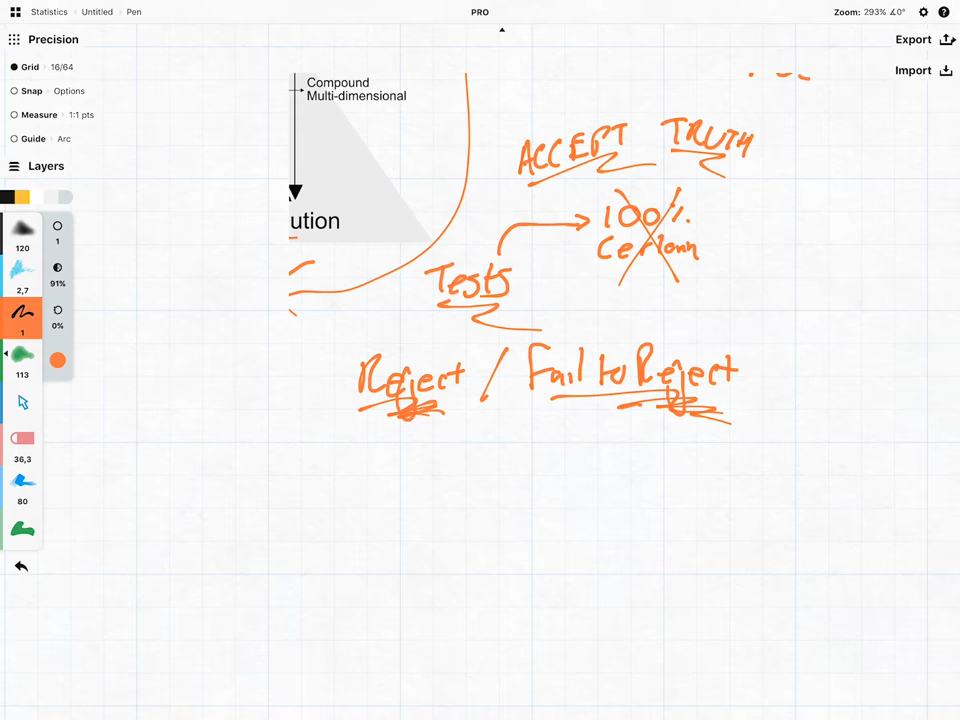 Statistics › Untitled › Pen
PRO
Zoom: 293% ∡0°
Precision
Export
Grid › 16/64
Import
Snap › Options
Measure › 1:1 pts
Guide › Arc
Layers
120
2,7
1
113
36,3
80
1
91%
0%
Compound
Multi-dimensional
ution
ACCEPT TRUTH
100%
Tests
Reject / Fail to Reject